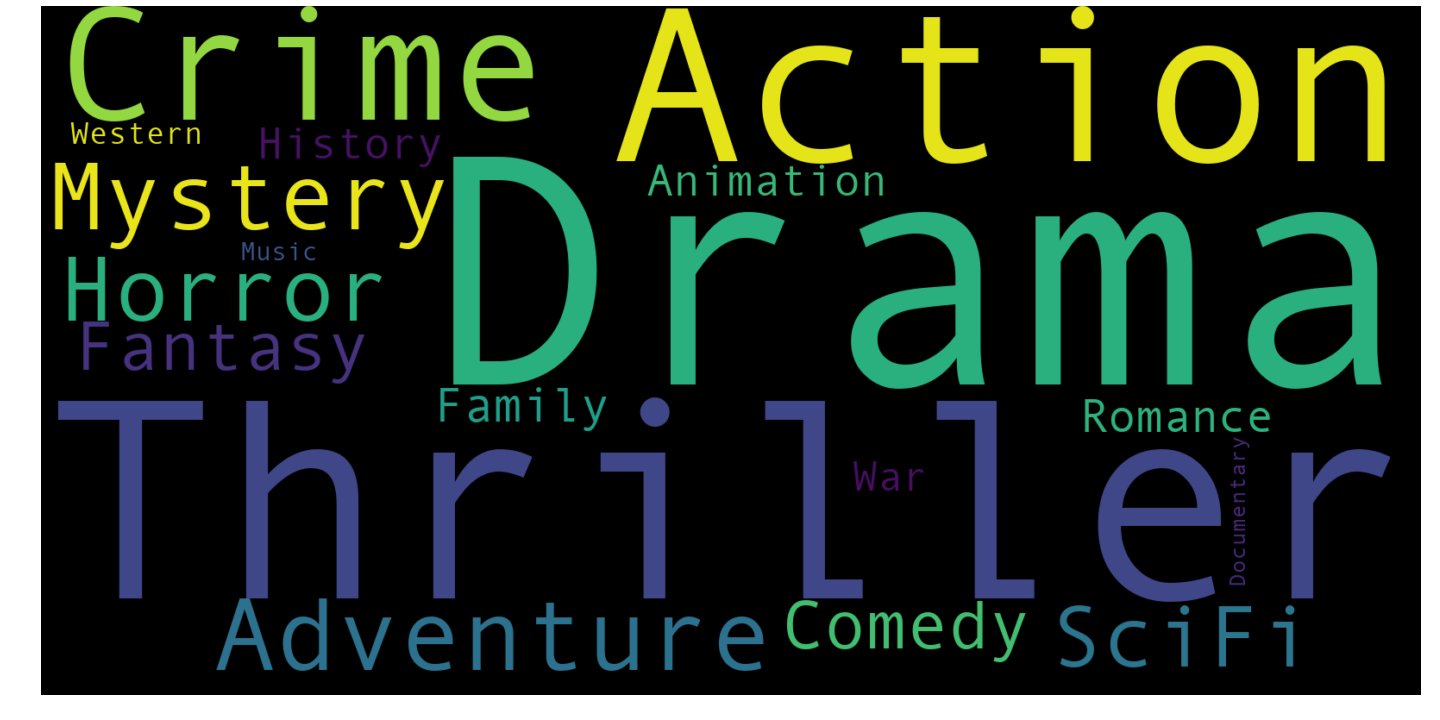 Crime
Action
Western
History
Mystery
Animation
Drama
Music
Horror
Fantasy
Family
Romance
Thriller
War
Documentary
Adventure
Comedy
SciFi